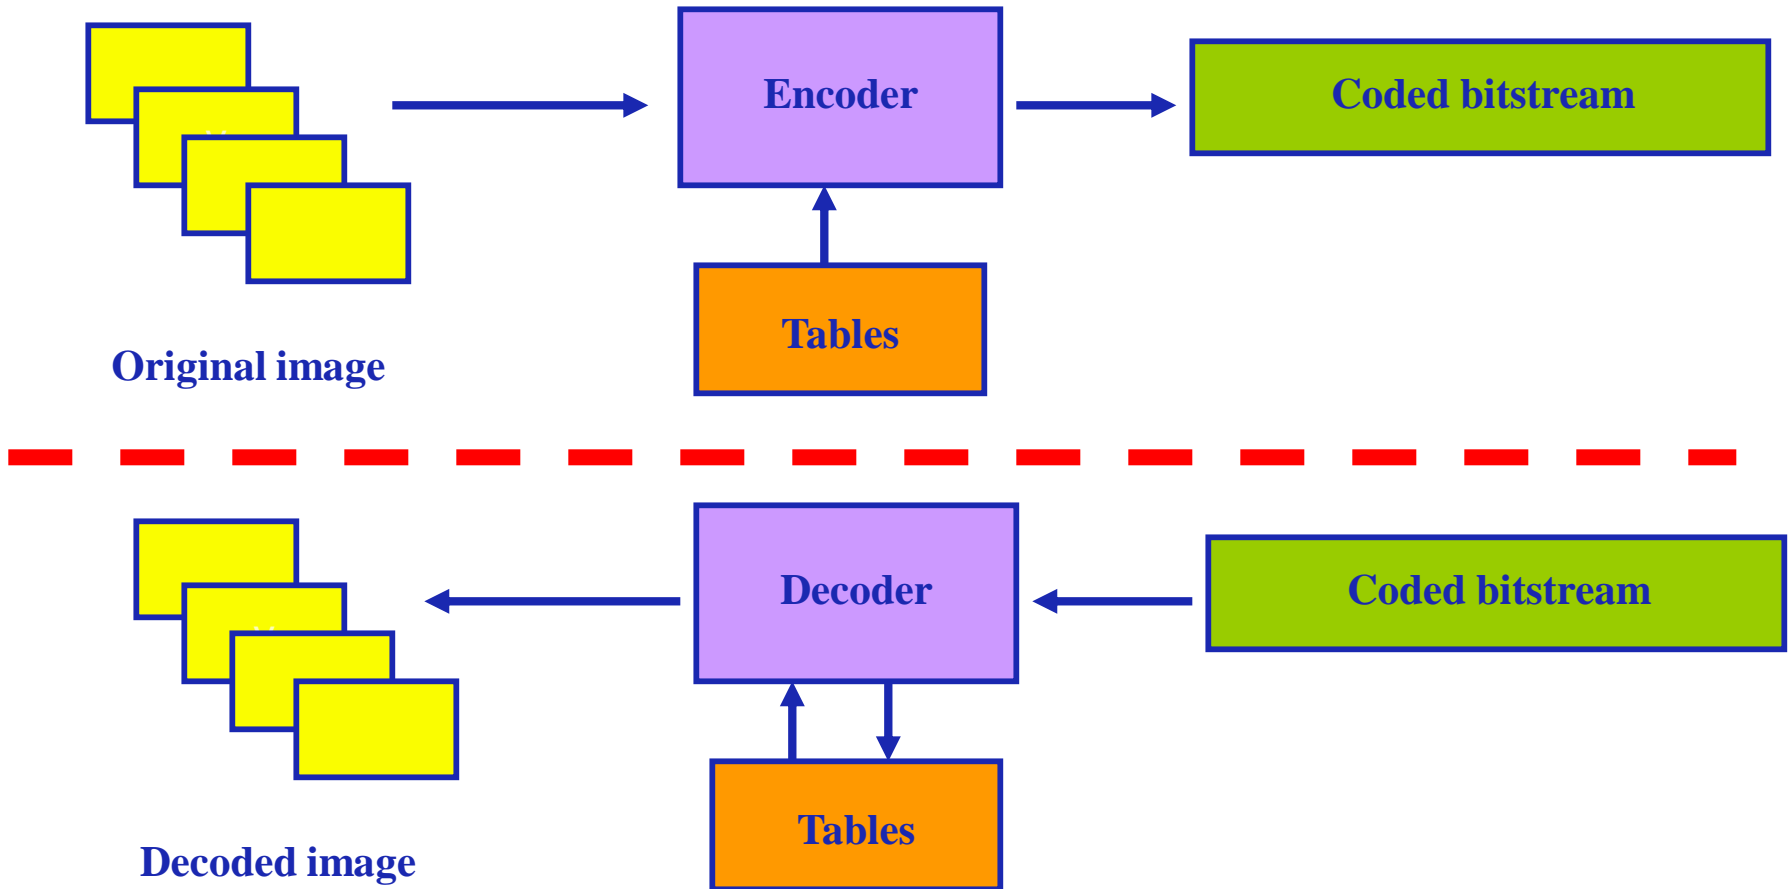 Encoder
Coded bitstream
Tables
Original image
Decoder
Coded bitstream
Tables
Decoded image